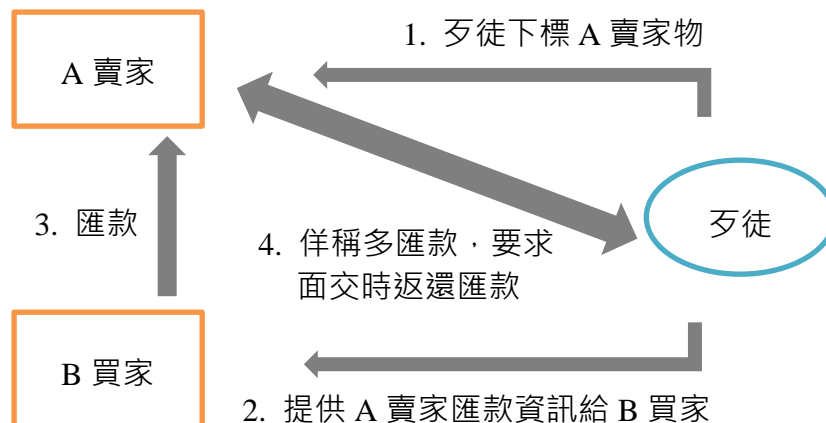 1. 歹徒下標 A 賣家物
A 賣家
歹徒
3. 匯款
4. 佯稱多匯款，要求
面交時返還匯款
B 買家
2. 提供 A 賣家匯款資訊給 B 買家